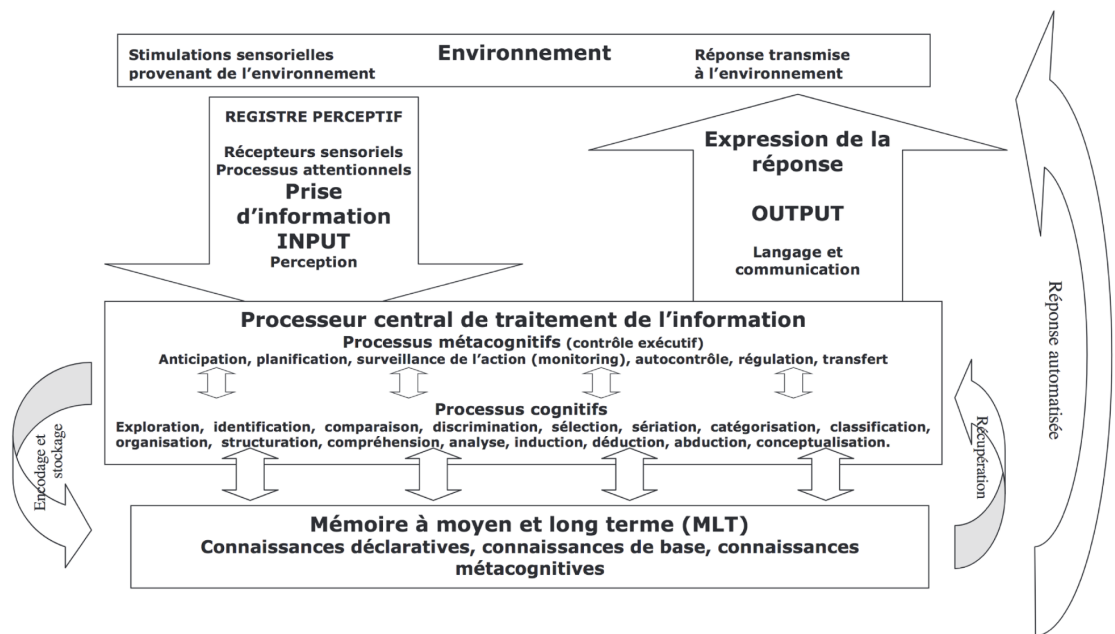 Environnement
Stimulations sensorielles
provenant de l’environnement
Réponse transmise
à l’environnement
REGISTRE PERCEPTIF
Récepteurs sensoriels
Processus attentionnels
Prise
d’information
INPUT
Perception
Expression de la
réponse
OUTPUT
Langage et
communication
Processeur central de traitement de l’information
Processus métacognitifs (contrôle exécutif)
Anticipation, planification, surveillance de l’action (monitoring), autocontrôle, régulation, transfert
Processus cognitifs
Exploration, identification, comparaison, discrimination, sélection, sériation, catégorisation, classification,
organisation, structuration, compréhension, analyse, induction, déduction, abduction, conceptualisation.
Encodage et
stockage
Récupération
Réponse automatisée
Mémoire à moyen et long terme (MLT)
Connaissances déclaratives, connaissances de base, connaissances
métacognitives